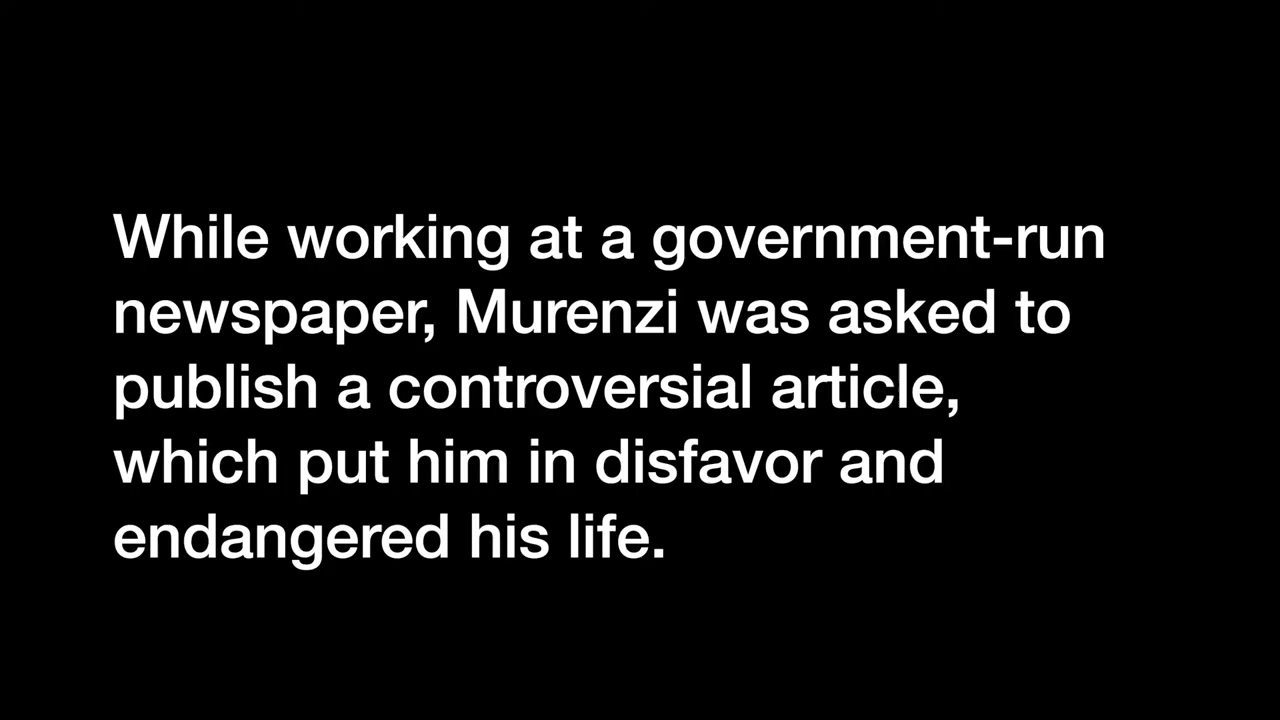 While working at a government-run
newspaper, Murenzi was asked to
publish a controversial article,
which put him in disfavor and
endangered his life.